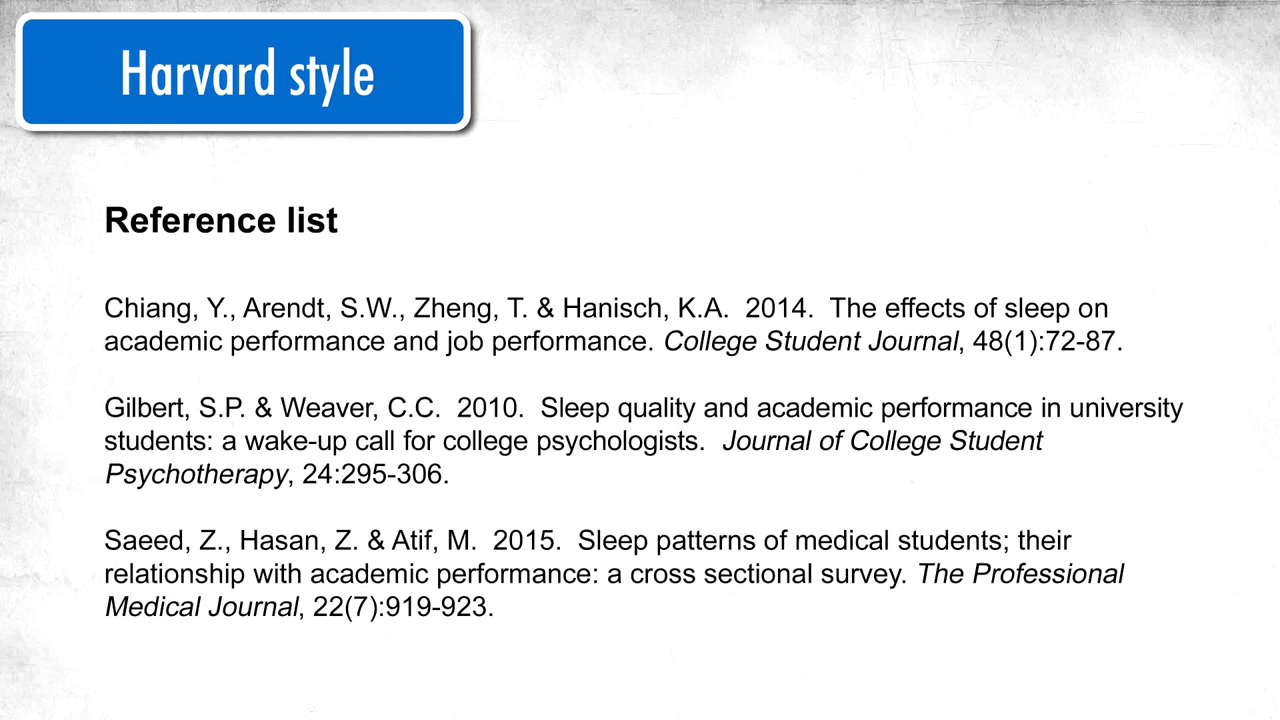 Harvard style
Reference list
Chiang, Y., Arendt, S.W., Zheng, T. & Hanisch, K.A.  2014.  The effects of sleep on
academic performance and job performance. College Student Journal, 48(1):72-87.
Gilbert, S.P. & Weaver, C.C.  2010.  Sleep quality and academic performance in university
students: a wake-up call for college psychologists.  Journal of College Student
Psychotherapy, 24:295-306.
Saeed, Z., Hasan, Z. & Atif, M.  2015.  Sleep patterns of medical students; their
relationship with academic performance: a cross sectional survey. The Professional
Medical Journal, 22(7):919-923.